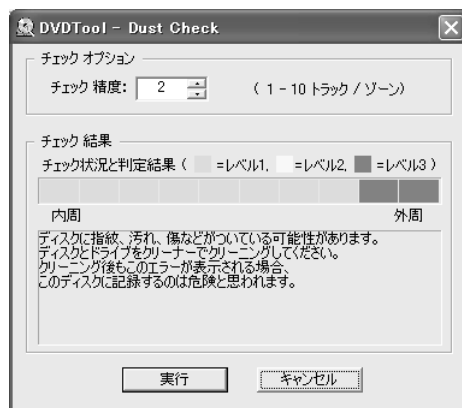 DVDTool - Dust Check
チェック オプション
チェック 精度: 2 ( 1 - 10 トラック / ゾーン)
チェック 結果
チェック状況と判定結果 ( =レベル1, =レベル2, =レベル3 )
内周 外周
ディスクに指紋、汚れ、傷などがついている可能性があります。
ディスクとドライブをクリーナーでクリーニングしてください。
クリーニング後もこのエラーが表示される場合、
このディスクに記録するのは危険と思われます。
実行 キャンセル